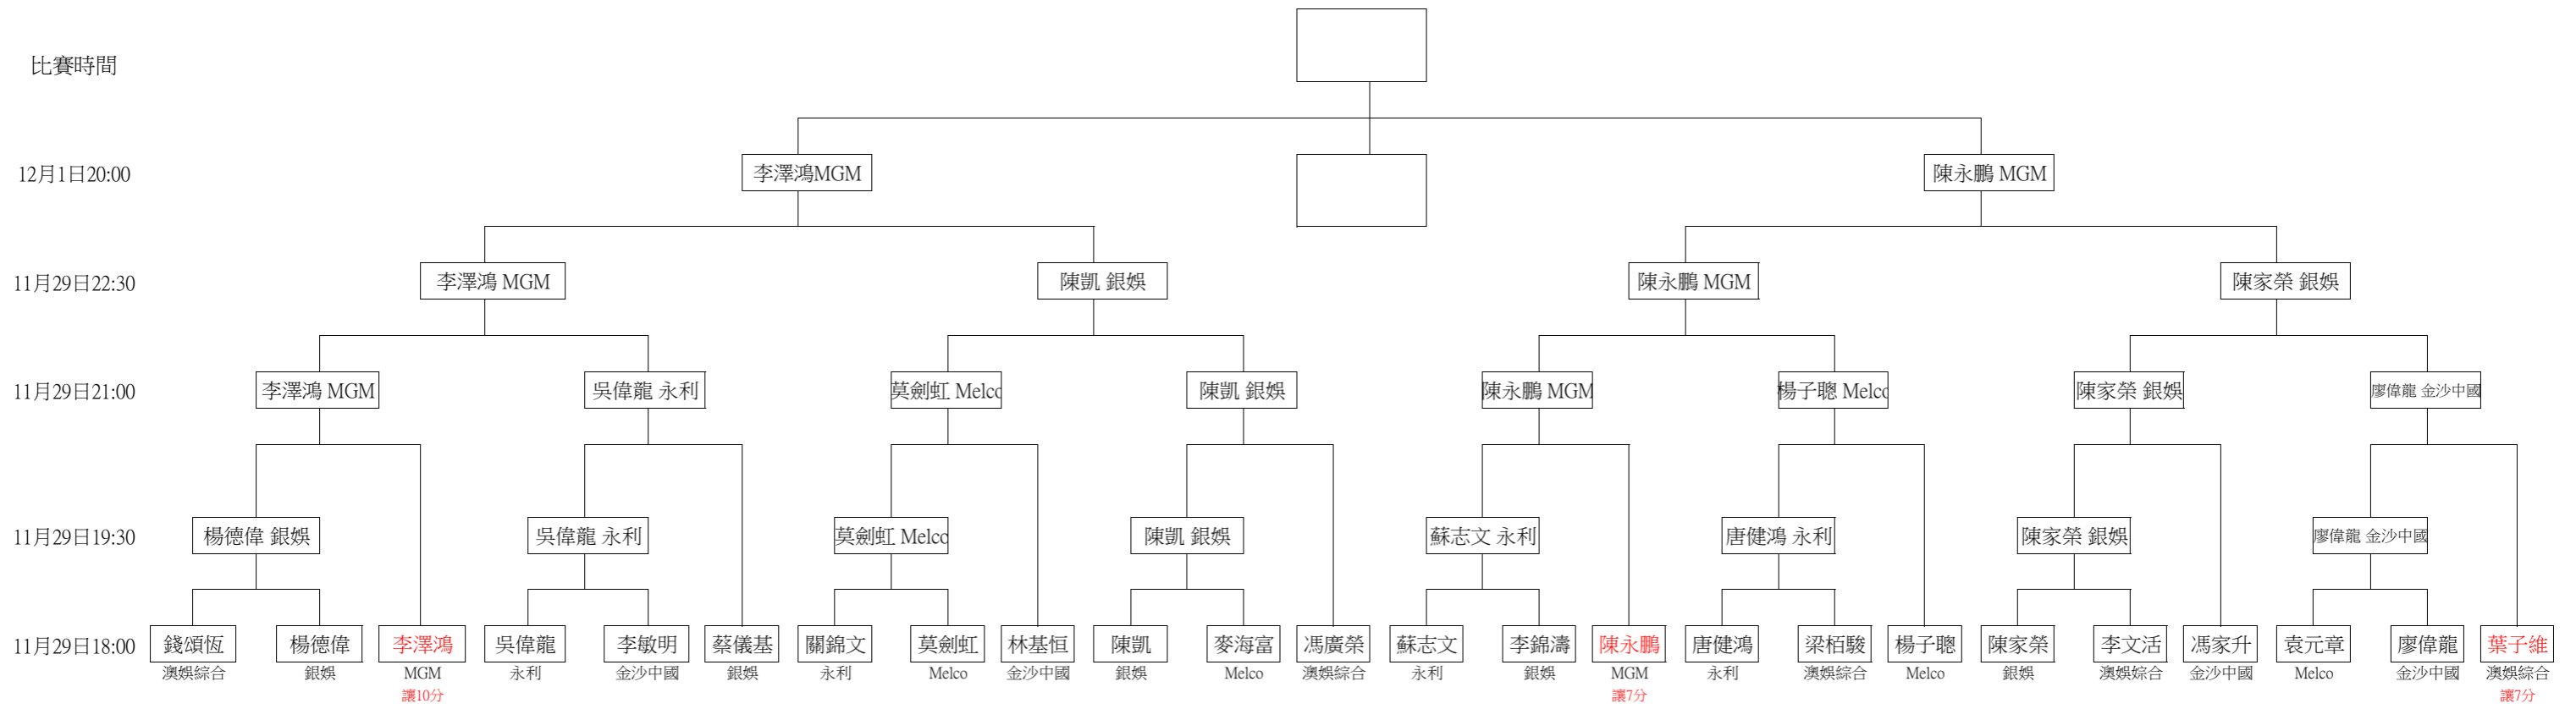 比賽時間
12月1日20:00
李澤鴻MGM
陳永鵬 MGM
11月29日22:30
李澤鴻 MGM
陳凱 銀娛
陳永鵬 MGM
陳家榮 銀娛
11月29日21:00
李澤鴻 MGM
吳偉龍 永利
莫劍虹 Melco
陳凱 銀娛
陳永鵬 MGM
楊子聰 Melco
陳家榮 銀娛
廖偉龍 金沙中國
11月29日19:30
楊德偉 銀娛
吳偉龍 永利
莫劍虹 Melco
陳凱 銀娛
蘇志文 永利
唐健鴻 永利
陳家榮 銀娛
廖偉龍 金沙中國
11月29日18:00
錢頌恆
楊德偉
李澤鴻
吳偉龍
李敏明
蔡儀基
關錦文
莫劍虹
林基恒
陳凱
麥海富
馮廣榮
蘇志文
李錦濤
陳永鵬
唐健鴻
梁栢駿
楊子聰
陳家榮
李文活
馮家升
袁元章
廖偉龍
葉子維
澳娛綜合
銀娛
MGM
永利
金沙中國
銀娛
永利
Melco
金沙中國
銀娛
Melco
澳娛綜合
永利
銀娛
MGM
永利
澳娛綜合
Melco
銀娛
澳娛綜合
金沙中國
Melco
金沙中國
澳娛綜合
讓10分
讓7分
讓7分